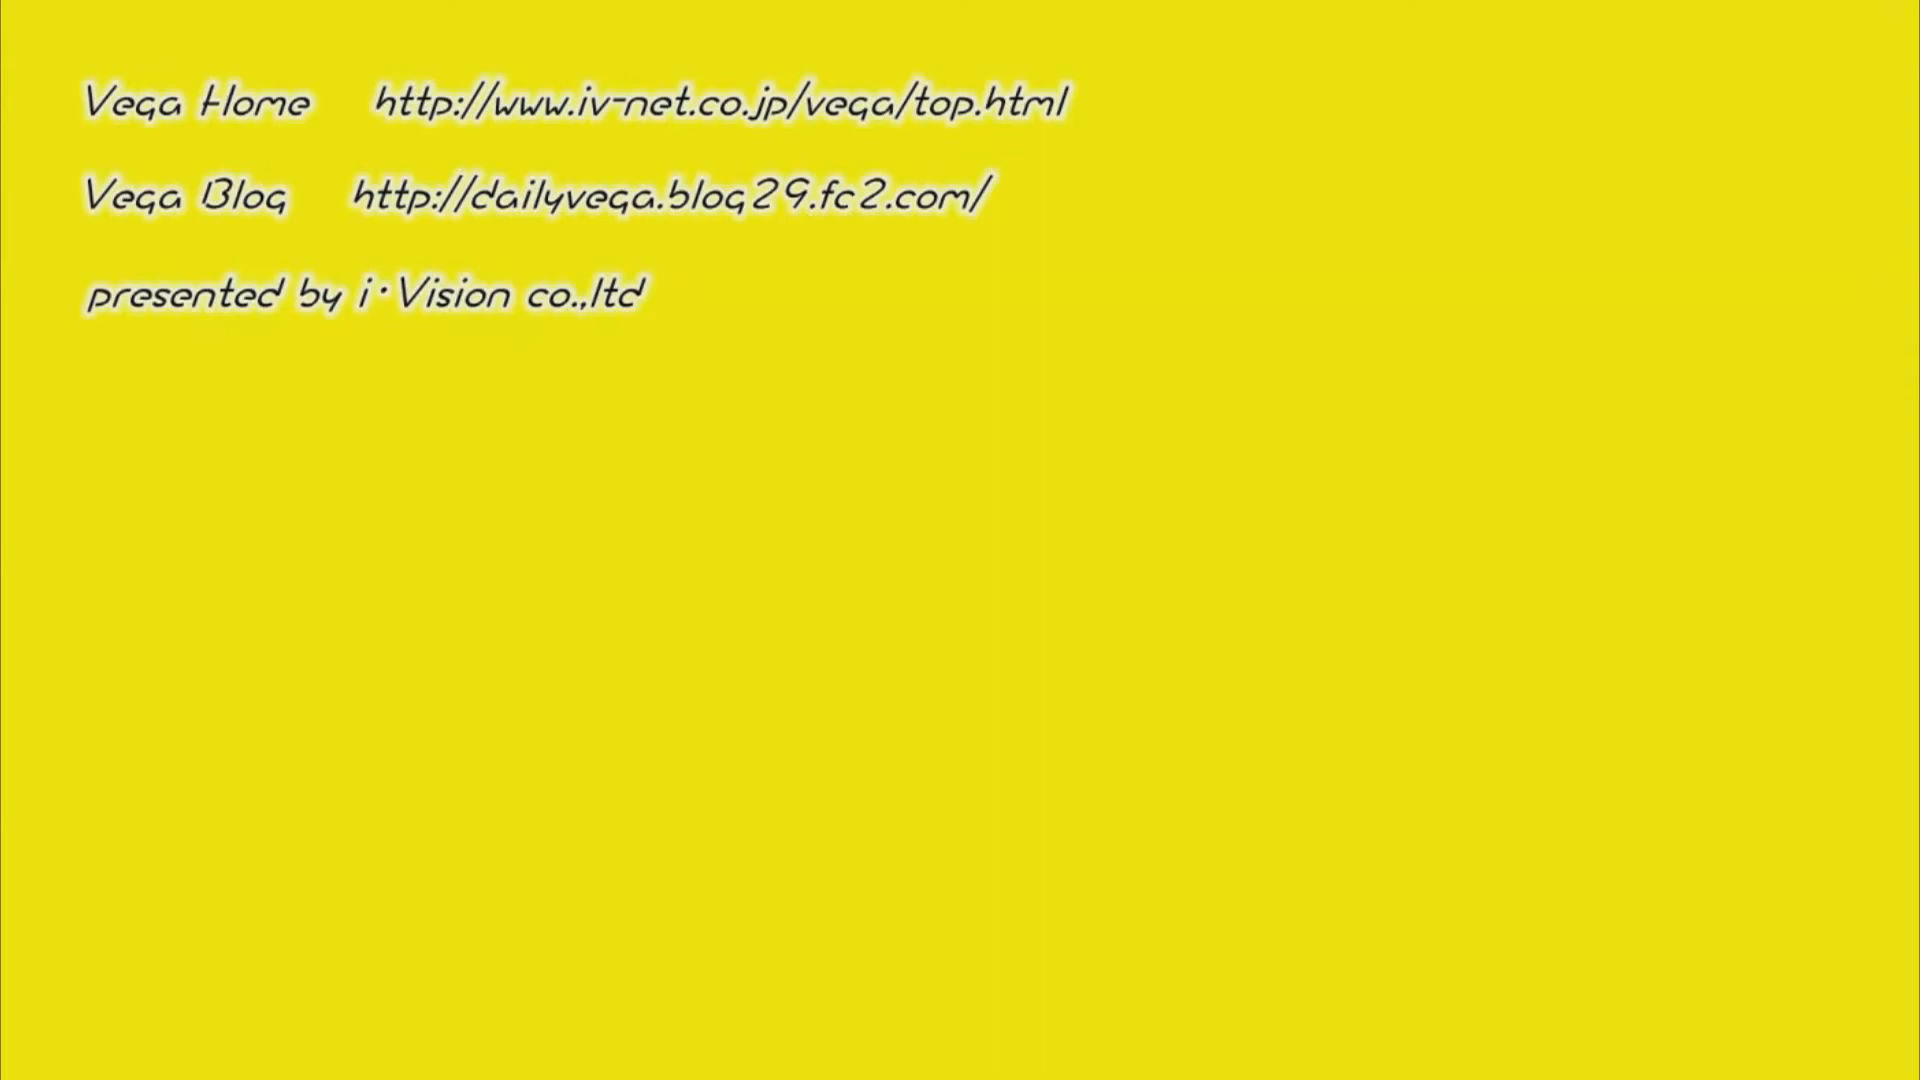 Vega Home http://www.iv-net.co.jp/vega/top.html
Vega Blog http://dailyvega.blog29.fc2.com/
presented by i・Vision co.,ltd